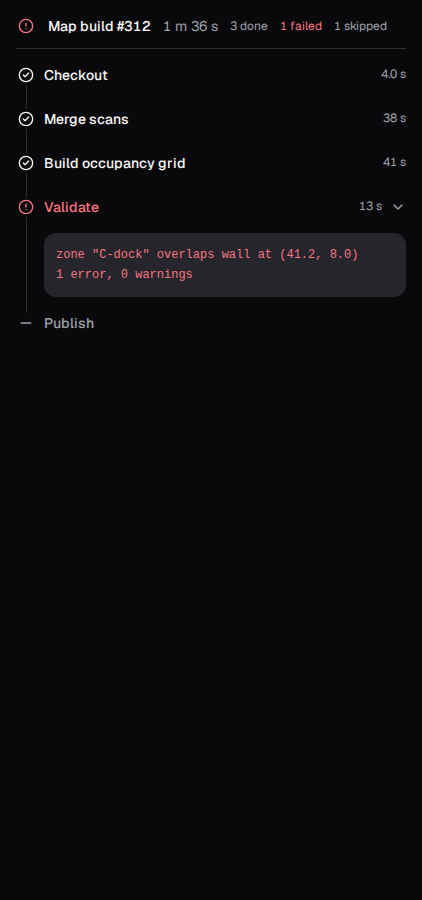 Map build #312 1 m 36 s 3 done 1 failed 1 skipped
Checkout 4.0 s
Merge scans 38 s
Build occupancy grid 41 s
Validate 13 s
zone "C-dock" overlaps wall at (41.2, 8.0)
1 error, 0 warnings
Publish